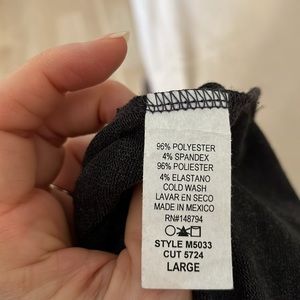 96% POLYESTER
4% SPANDEX
96% POLIESTER
4% ELASTANO
COLD WASH
LAVAR EN SECO
MADE IN MEXICO
RN#148794
STYLE M5033
CUT 5724
LARGE